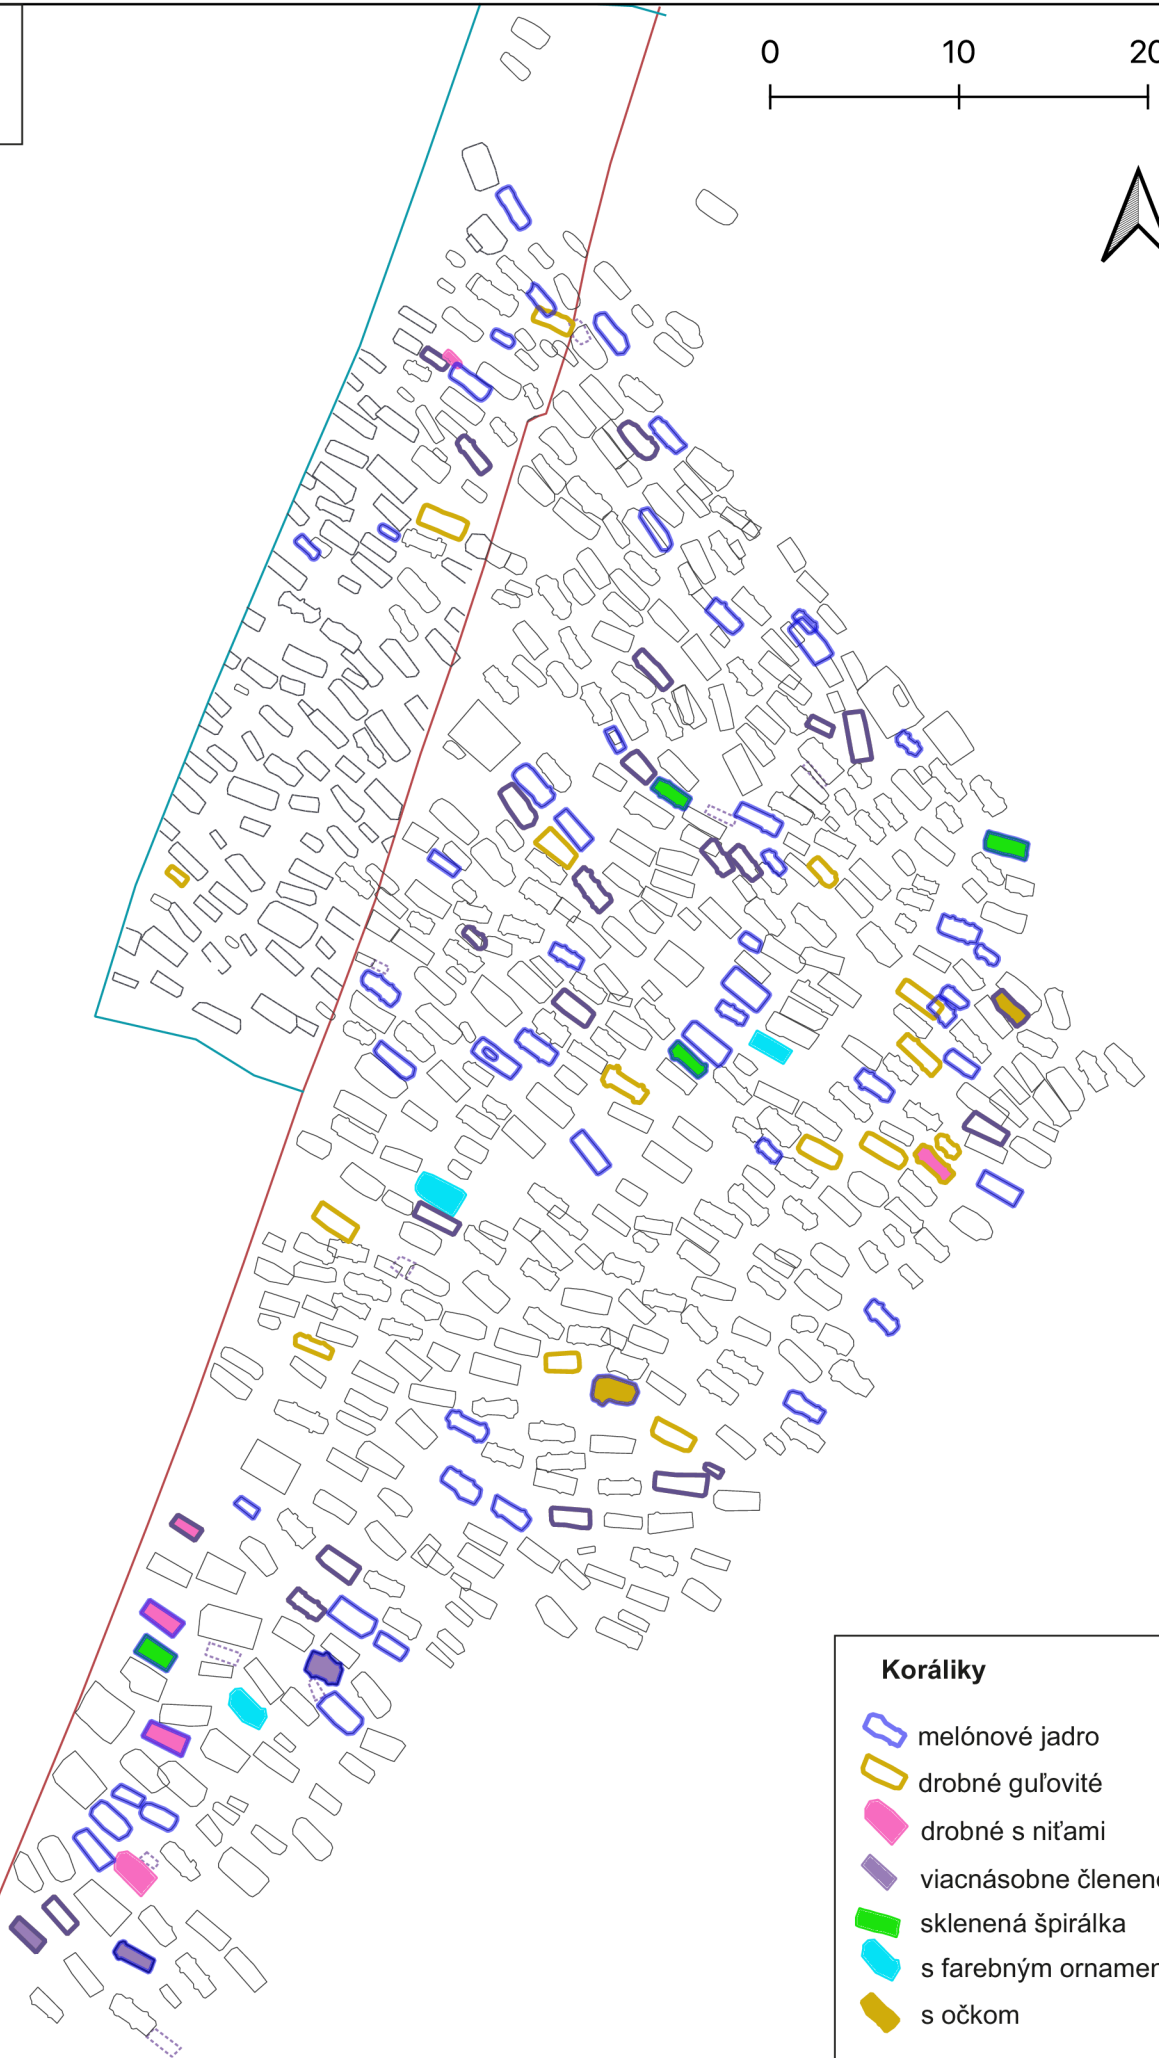 0 10 20
Koráliky
melónové jadro
drobné guľovité
drobné s niťami
viacnásobne členen
sklenená špirálka
s farebným ornamen
s očkom